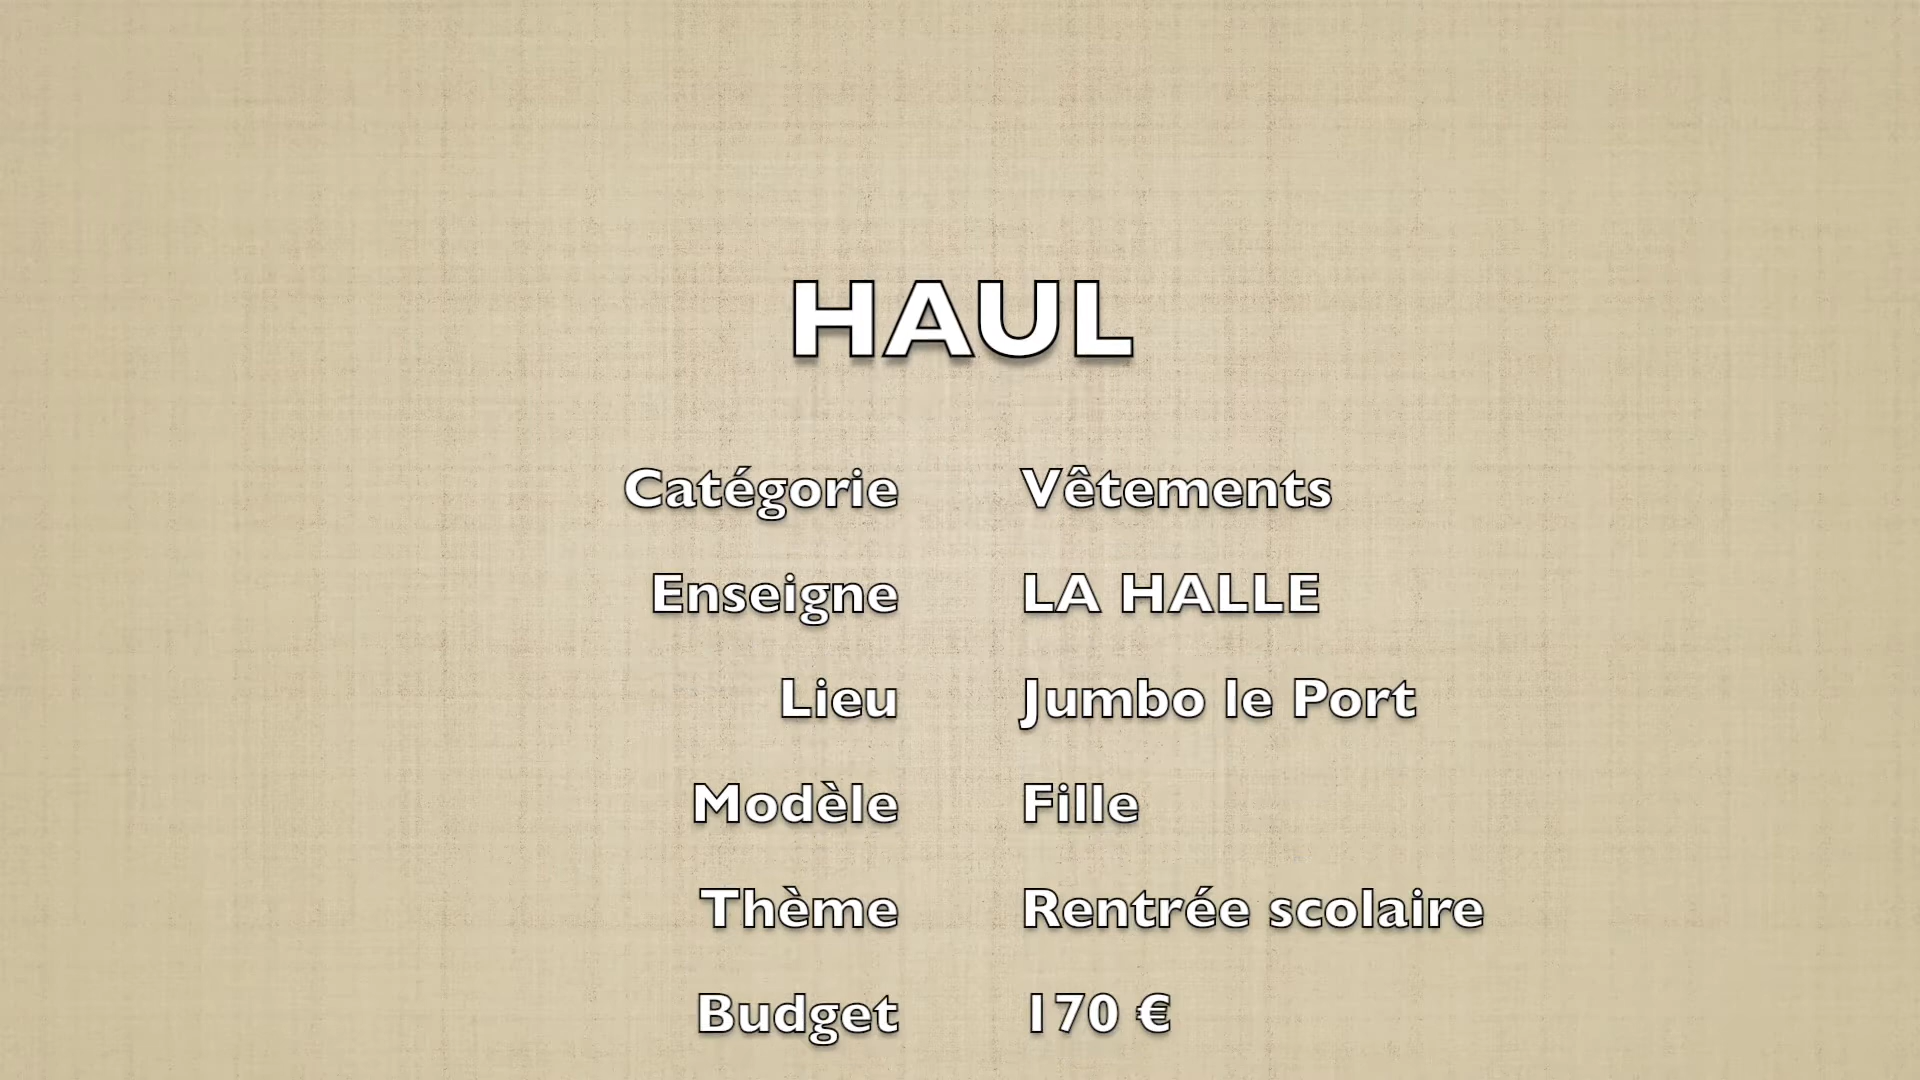 HAUL
Catégorie Vêtements
Enseigne LA HALLE
Lieu Jumbo le Port
Modèle Fille
Thème Rentrée scolaire
Budget 170 €